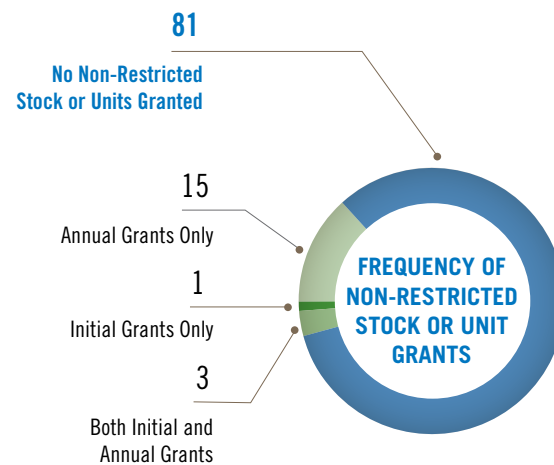 81
No Non-Restricted
Stock or Units Granted
15
Annual Grants Only
1
Initial Grants Only
3
Both Initial and
Annual Grants
FREQUENCY OF
NON-RESTRICTED
STOCK OR UNIT
GRANTS